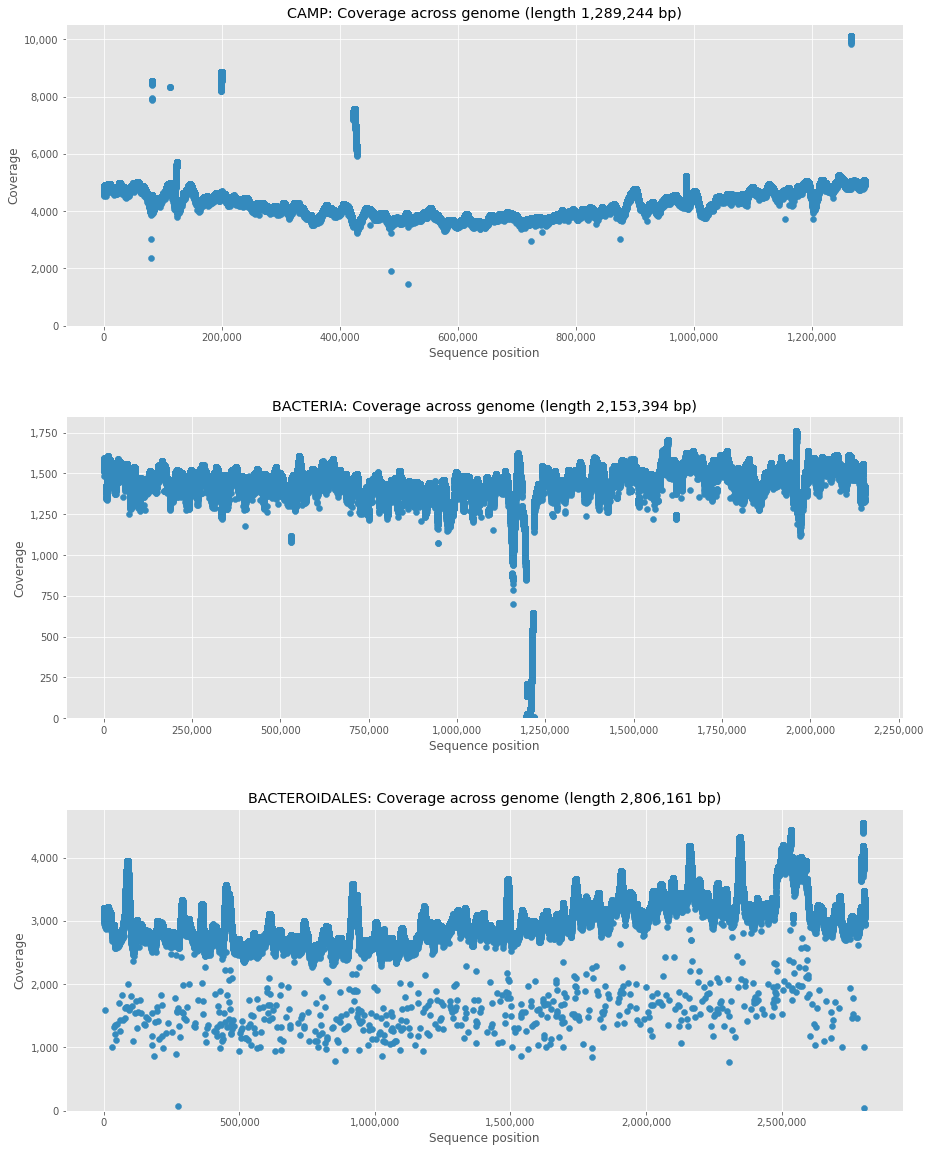 CAMP: Coverage across genome (length 1,289,244 bp)
10,000
8,000
6,000
4,000
2,000
0
Coverage
0 200,000 400,000 600,000 800,000 1,000,000 1,200,000
Sequence position
BACTERIA: Coverage across genome (length 2,153,394 bp)
1,750
1,500
1,250
1,000
750
500
250
0
Coverage
0 250,000 500,000 750,000 1,000,000 1,250,000 1,500,000 1,750,000 2,000,000 2,250,000
Sequence position
BACTEROIDALES: Coverage across genome (length 2,806,161 bp)
4,000
3,000
2,000
1,000
0
Coverage
0 500,000 1,000,000 1,500,000 2,000,000 2,500,000
Sequence position